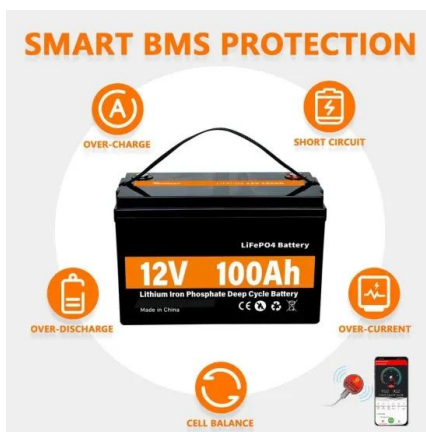 SMART BMS PROTECTION
OVER-CHARGE
SHORT CIRCUIT
LiFePO4 Battery
12V 100Ah
Lithium Iron Phosphate Deep Cycle Battery
Made in China
CE
OVER-DISCHARGE
OVER-CURRENT
CELL BALANCE